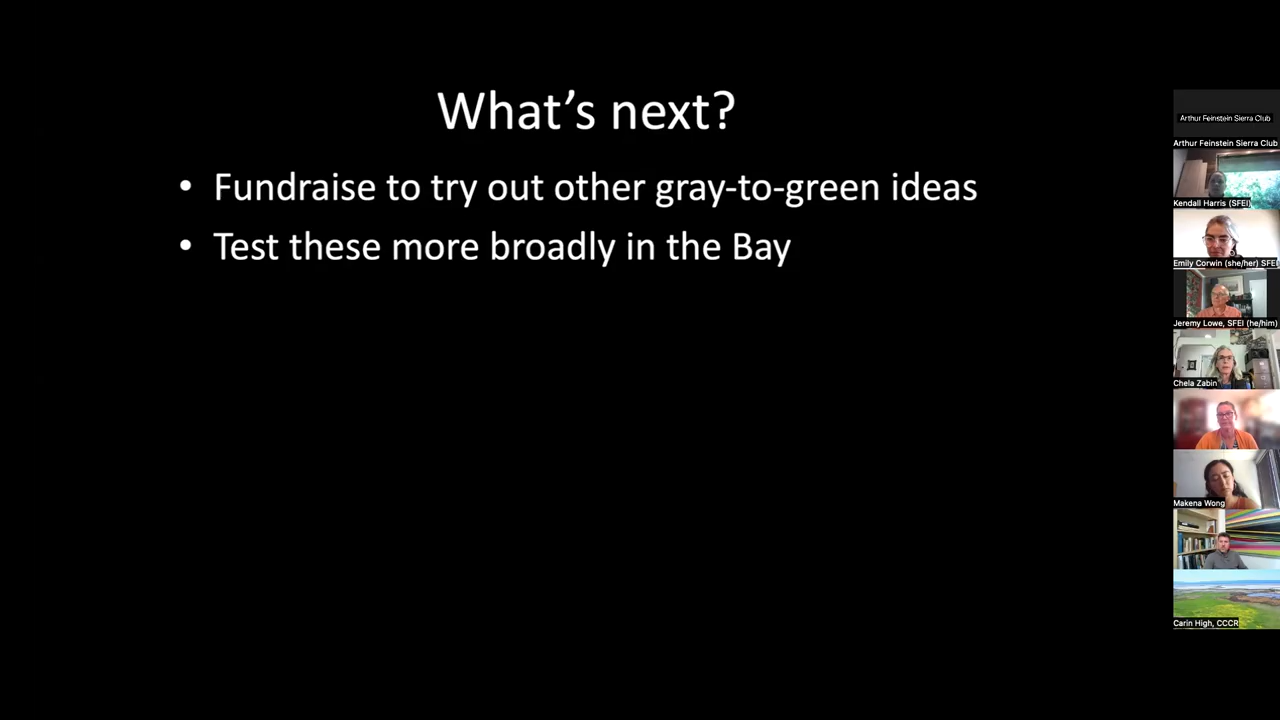 What's next?
• Fundraise to try out other gray-to-green ideas
• Test these more broadly in the Bay
Arthur Feinstein Sierra Club
Arthur Feinstein Sierra Club
Kendall Harris (SFEI)
Emily Corwin (she/her) SFEI
Jeremy Lowe, SFEI (he/him)
Chela Zabin
Makena Wong
Carin High, CCCR